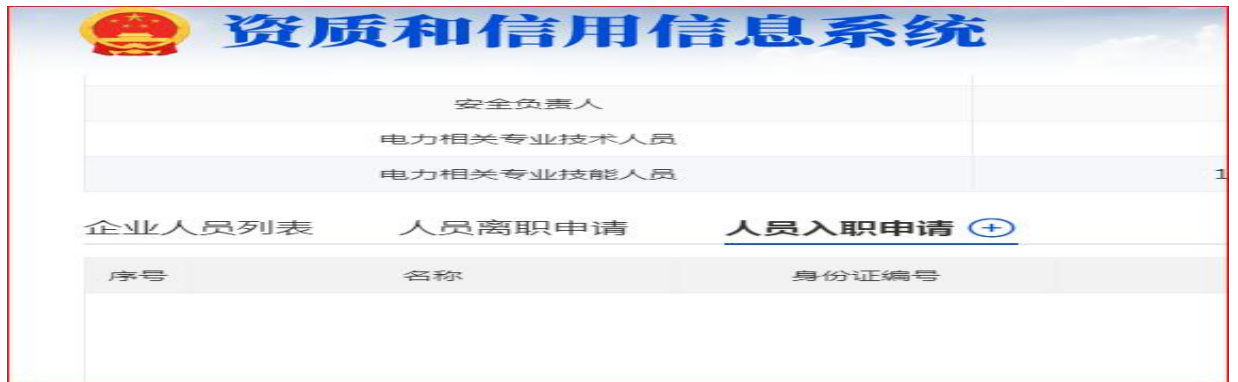 资质和信用信息系统
安全负责人
电力相关专业技术人员
电力相关专业技能人员 1
企业人员列表 人员离职申请 人员入职申请
序号 名称 身份证编号